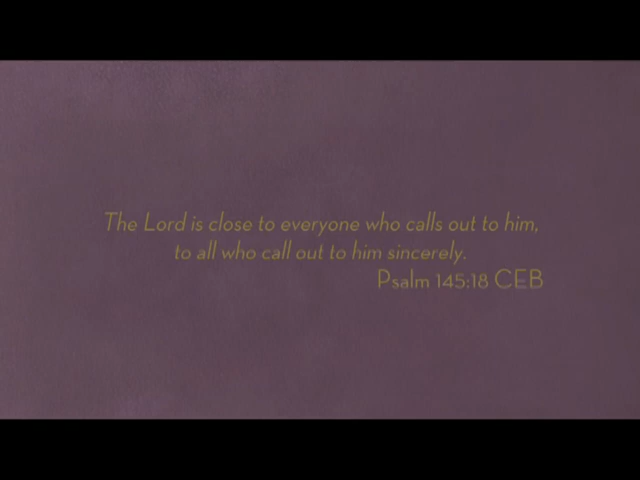 The Lord is close to everyone who calls out to him,
to all who call out to him sincerely.
Psalm 145:18 CEB